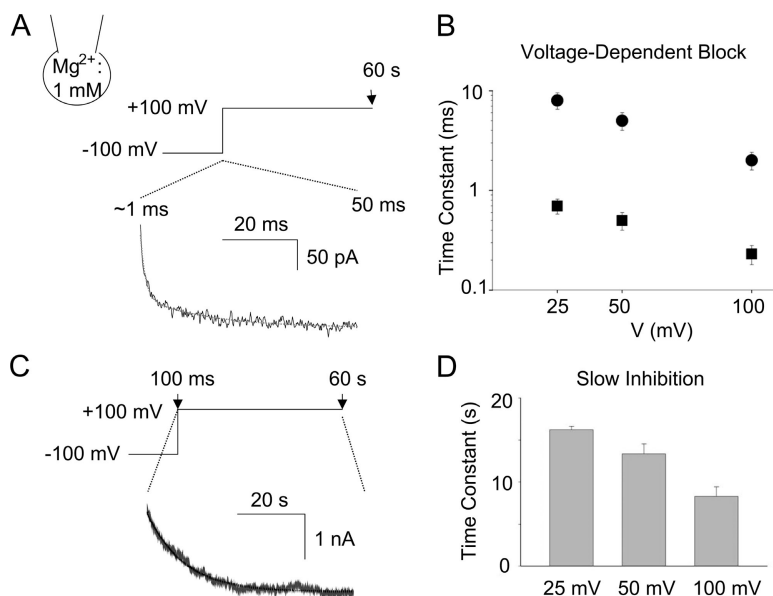 A
Mg2+:
1 mM
60 s
+100 mV
-100 mV
~1 ms
50 ms
20 ms
50 pA
B
Voltage-Dependent Block
Time Constant (ms)
10
1
0.1
25
50
100
V (mV)
C
100 ms
60 s
+100 mV
-100 mV
20 s
1 nA
D
Slow Inhibition
Time Constant (s)
20
10
0
25 mV
50 mV
100 mV